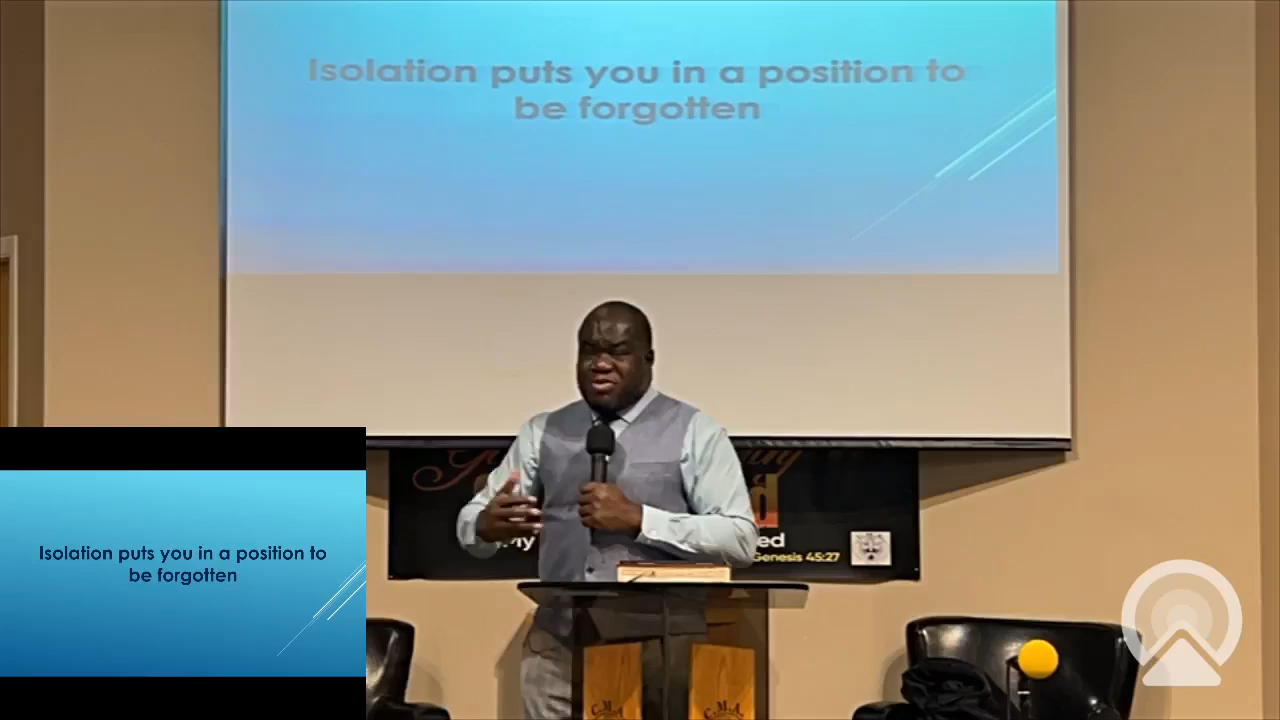 Isolation puts you in a position to
be forgotten
ed
Genesis 45:27
Isolation puts you in a position to
be forgotten
C.M.A.
C.M.A.